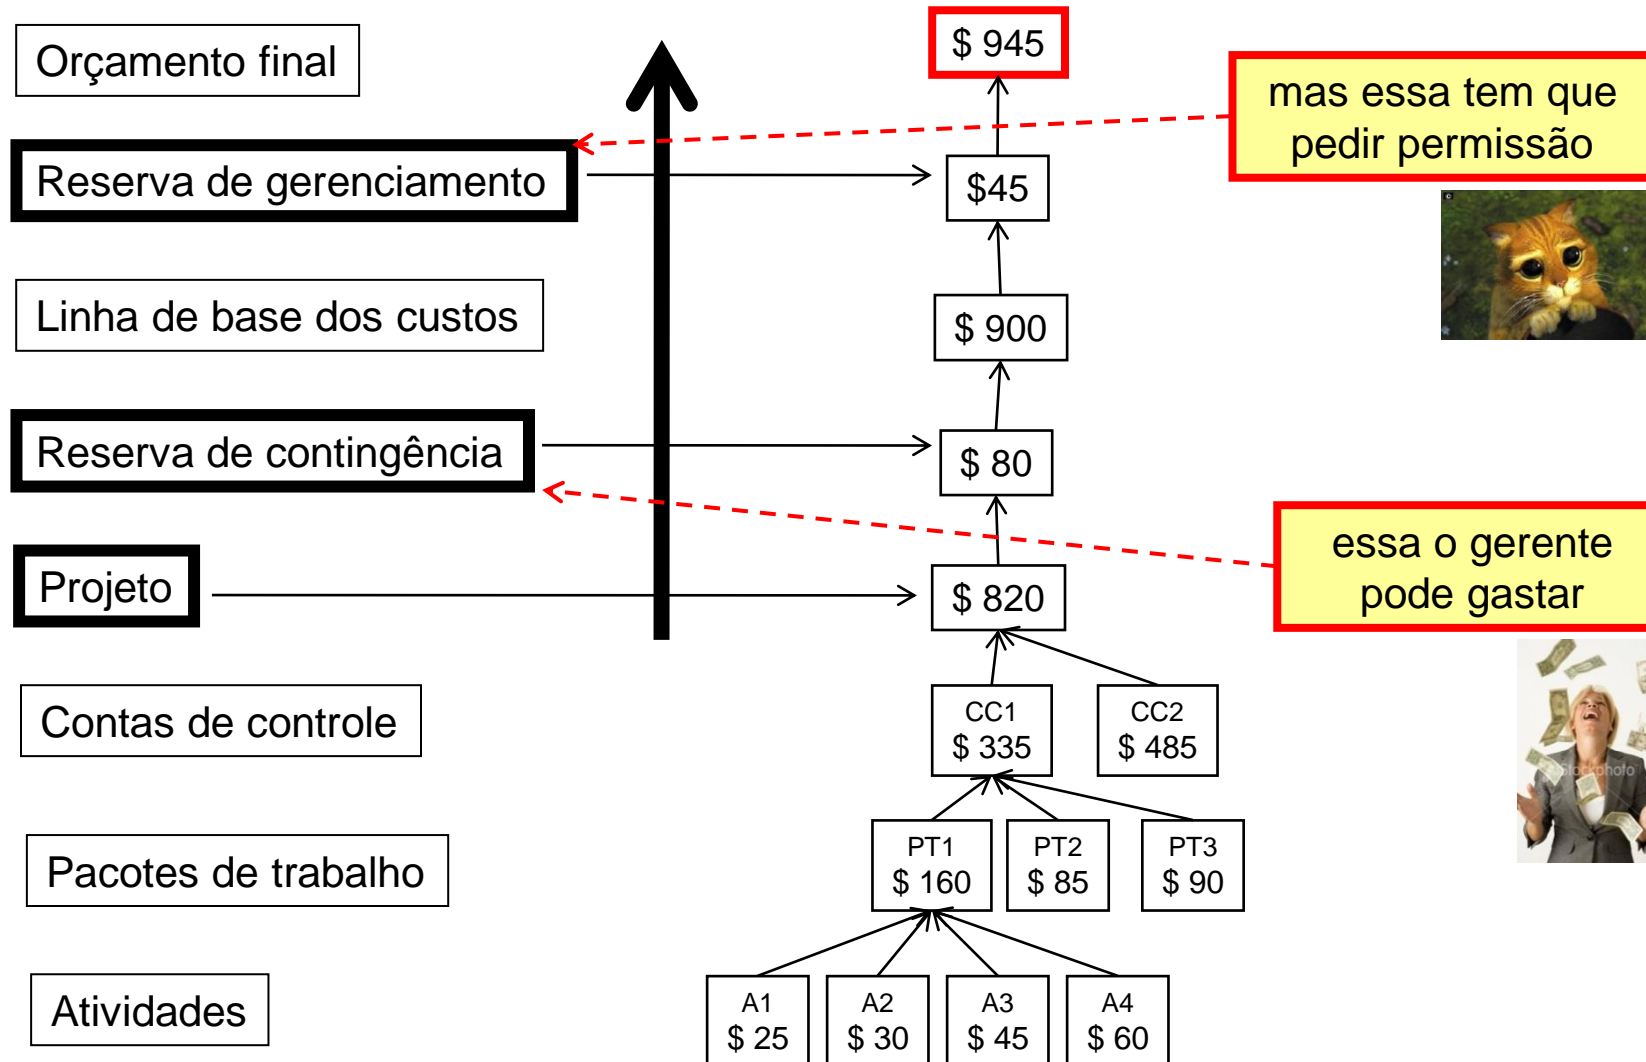 Orçamento final
$ 945
mas essa tem que
pedir permissão
Reserva de gerenciamento
$45
Linha de base dos custos
$ 900
Reserva de contingência
$ 80
essa o gerente
pode gastar
Projeto
$ 820
Contas de controle
CC1
$ 335
CC2
$ 485
Pacotes de trabalho
PT1
$ 160
PT2
$ 85
PT3
$ 90
Atividades
A1
$ 25
A2
$ 30
A3
$ 45
A4
$ 60